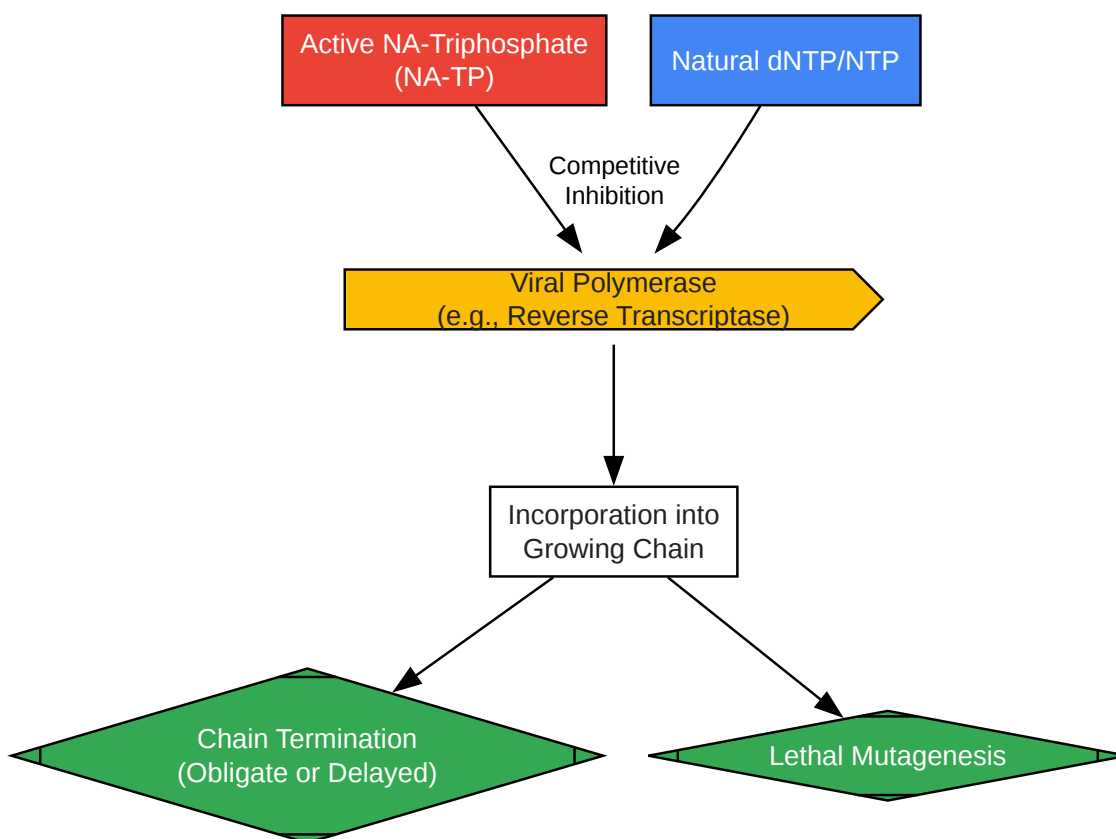 Active NA-Triphosphate
(NA-TP)
Natural dNTP/NTP
Competitive
Inhibition
Viral Polymerase
(e.g., Reverse Transcriptase)
Incorporation into
Growing Chain
Chain Termination
(Obligate or Delayed)
Lethal Mutagenesis